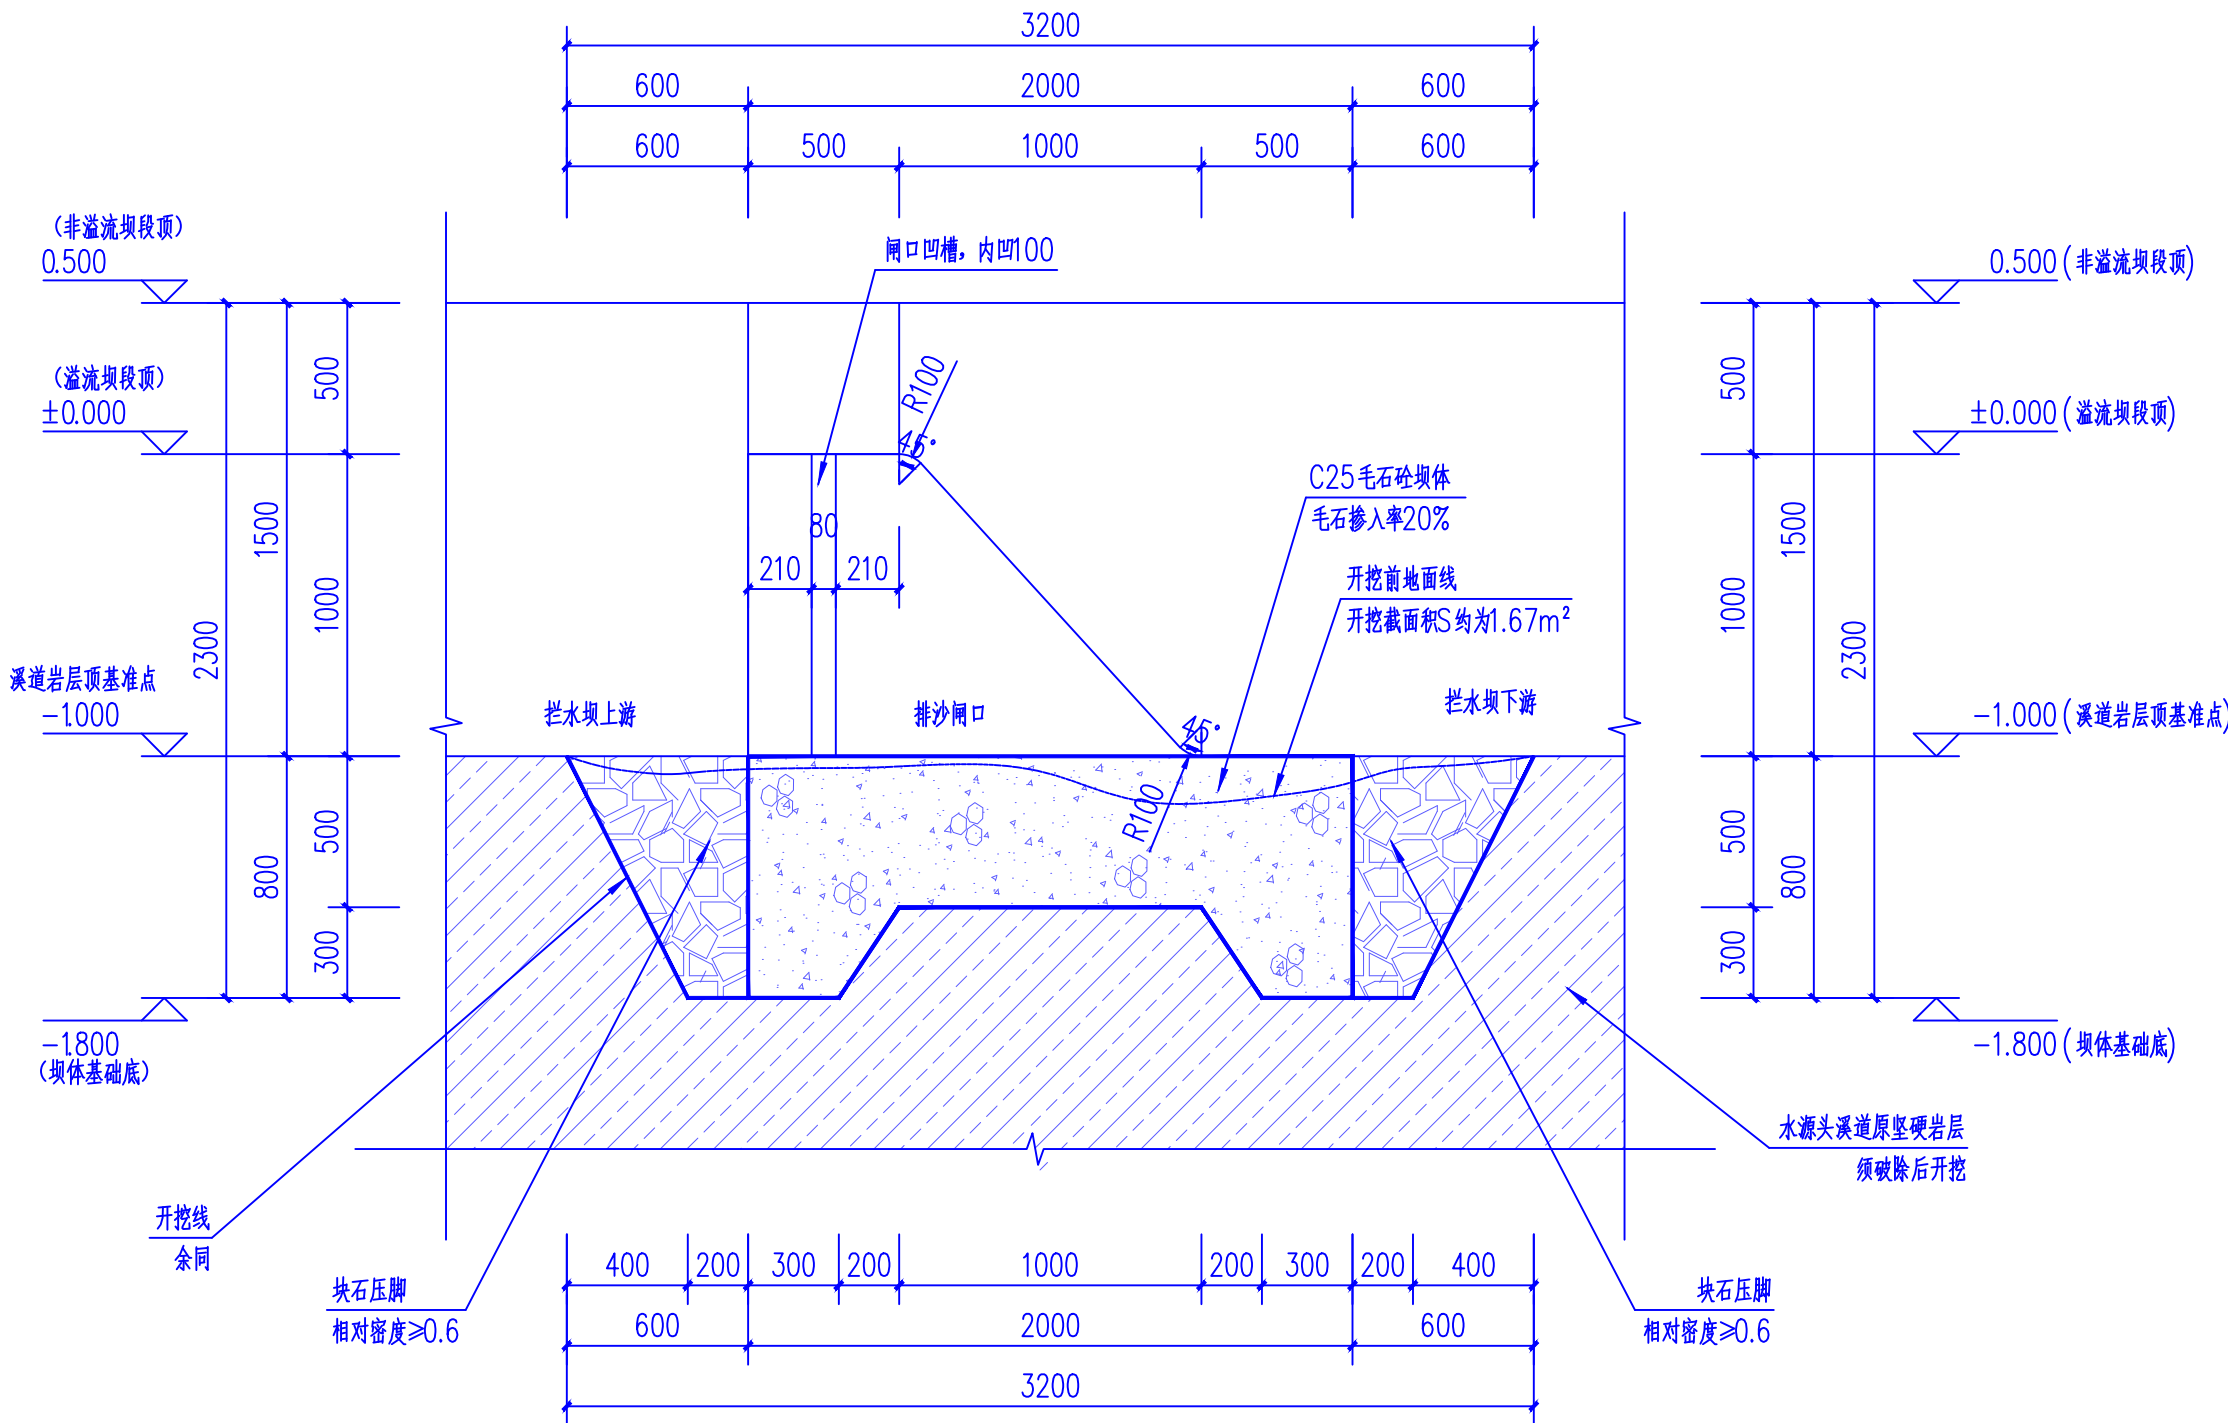 3200
600 2000 600
600 500 1000 500 600
(非溢流坝段顶)
0.500
(溢流坝段顶)
±0.000
溪道岩层顶基准点
-1.000
-1.800
(坝体基础底)
2300
1500
800
500
1000
500
300
闸口凹槽，内凹100
R100
45°
80
210 210
C25毛石砼坝体
毛石掺入率20%
开挖前地面线
开挖截面积S约为1.67m²
拦水坝上游
排沙闸口
拦水坝下游
45°
R100
0.500(非溢流坝段顶)
±0.000(溢流坝段顶)
-1.000(溪道岩层顶基准点)
-1.800(坝体基础底)
500
1000
500
300
1500
800
2300
水源头溪道原坚硬岩层
须破除后开挖
开挖线
余同
块石压脚
相对密度≥0.6
块石压脚
相对密度≥0.6
400 200 300 200 1000 200 300 200 400
600 2000 600
3200